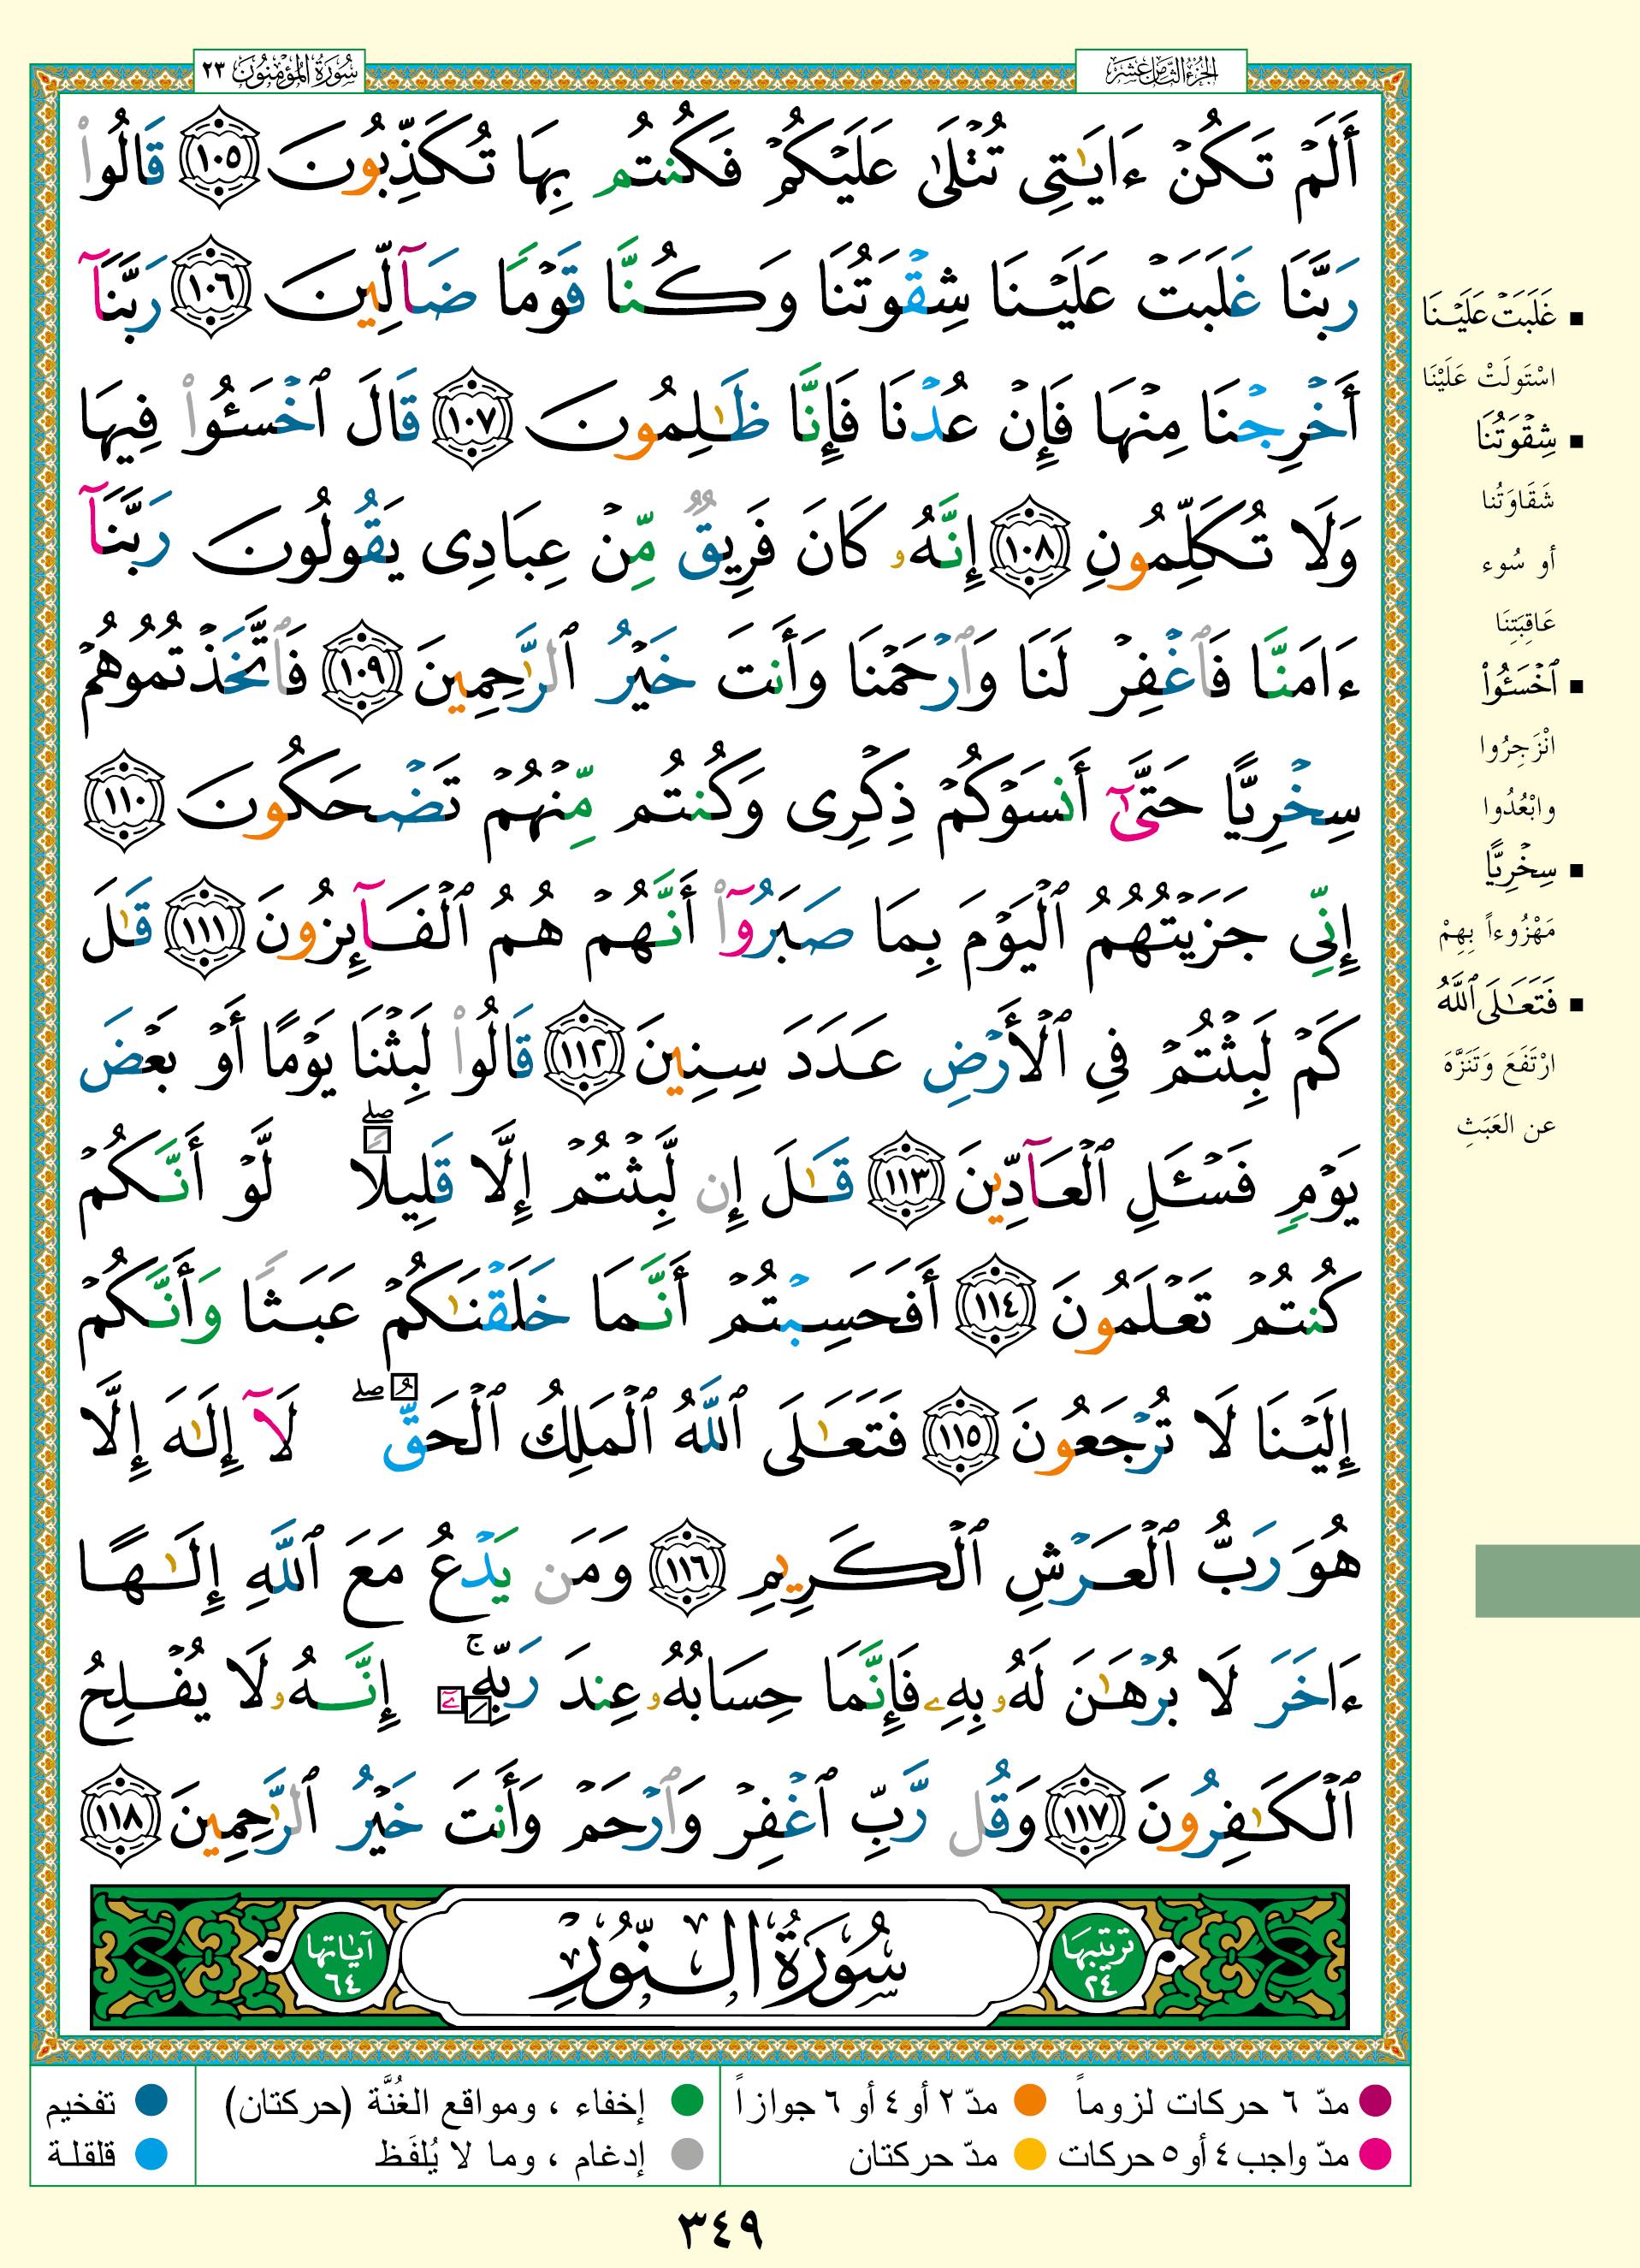 الجزء الثامن عشر
سورة المؤمنون ٢٣
أَلَمْ تَكُنْ ءَايَٰتِى تُتْلَىٰ عَلَيْكُمْ فَكُنتُم بِهَا تُكَذِّبُونَ ١٠٥ قَالُوا۟
رَبَّنَا غَلَبَتْ عَلَيْنَا شِقْوَتُنَا وَكُنَّا قَوْمًا ضَآلِّينَ ١٠٦ رَبَّنَآ
أَخْرِجْنَا مِنْهَا فَإِنْ عُدْنَا فَإِنَّا ظَٰلِمُونَ ١٠٧ قَالَ ٱخْسَـُٔوا۟ فِيهَا
وَلَا تُكَلِّمُونِ ١٠٨ إِنَّهُۥ كَانَ فَرِيقٌ مِّنْ عِبَادِى يَقُولُونَ رَبَّنَآ
ءَامَنَّا فَٱغْفِرْ لَنَا وَٱرْحَمْنَا وَأَنتَ خَيْرُ ٱلرَّٰحِمِينَ ١٠٩ فَٱتَّخَذْتُمُوهُمْ
سِخْرِيًّا حَتَّىٰٓ أَنسَوْكُمْ ذِكْرِى وَكُنتُم مِّنْهُمْ تَضْحَكُونَ ١١٠
إِنِّى جَزَيْتُهُمُ ٱلْيَوْمَ بِمَا صَبَرُوٓا۟ أَنَّهُمْ هُمُ ٱلْفَآئِزُونَ ١١١ قَٰلَ
كَمْ لَبِثْتُمْ فِى ٱلْأَرْضِ عَدَدَ سِنِينَ ١١٢ قَالُوا۟ لَبِثْنَا يَوْمًا أَوْ بَعْضَ
يَوْمٍ فَسْـَٔلِ ٱلْعَآدِّينَ ١١٣ قَٰلَ إِن لَّبِثْتُمْ إِلَّا قَلِيلًا ۖ لَّوْ أَنَّكُمْ
كُنتُمْ تَعْلَمُونَ ١١٤ أَفَحَسِبْتُمْ أَنَّمَا خَلَقْنَٰكُمْ عَبَثًا وَأَنَّكُمْ
إِلَيْنَا لَا تُرْجَعُونَ ١١٥ فَتَعَٰلَى ٱللَّهُ ٱلْمَلِكُ ٱلْحَقُّ ۖ لَآ إِلَٰهَ إِلَّا
هُوَ رَبُّ ٱلْعَرْشِ ٱلْكَرِيمِ ١١٦ وَمَن يَدْعُ مَعَ ٱللَّهِ إِلَٰهًا
ءَاخَرَ لَا بُرْهَٰنَ لَهُۥ بِهِۦ فَإِنَّمَا حِسَابُهُۥ عِندَ رَبِّهِۦٓ ۚ إِنَّهُۥ لَا يُفْلِحُ
ٱلْكَٰفِرُونَ ١١٧ وَقُل رَّبِّ ٱغْفِرْ وَٱرْحَمْ وَأَنتَ خَيْرُ ٱلرَّٰحِمِينَ ١١٨
ترتيبها ٢٤
سُورَةُ النُّورِ
آياتها ٦٤
غَلَبَتْ عَلَيْنَا
اسْتَولَتْ عَلَيْنَا
شِقْوَتُنَا
شَقَاوَتُنا
أو سُوء
عَاقِبَتِنَا
ٱخْسَـُٔوا۟
انْزَجِرُوا
وابْعُدُوا
سِخْرِيًّا
مَهْزُوءاً بِهِمْ
فَتَعَٰلَى ٱللَّهُ
ارْتَفَعَ وَتَنَزَّهَ
عن العَبَثِ
مدّ ٦ حركات لزوماً
مدّ ٢ أو ٤ أو ٦ جوازاً
إخفاء ، ومواقع الغُنَّة (حركتان)
تفخيم
مدّ واجب ٤ أو ٥ حركات
مدّ حركتان
إدغام ، وما لا يُلفَظ
قلقلة
٣٤٩